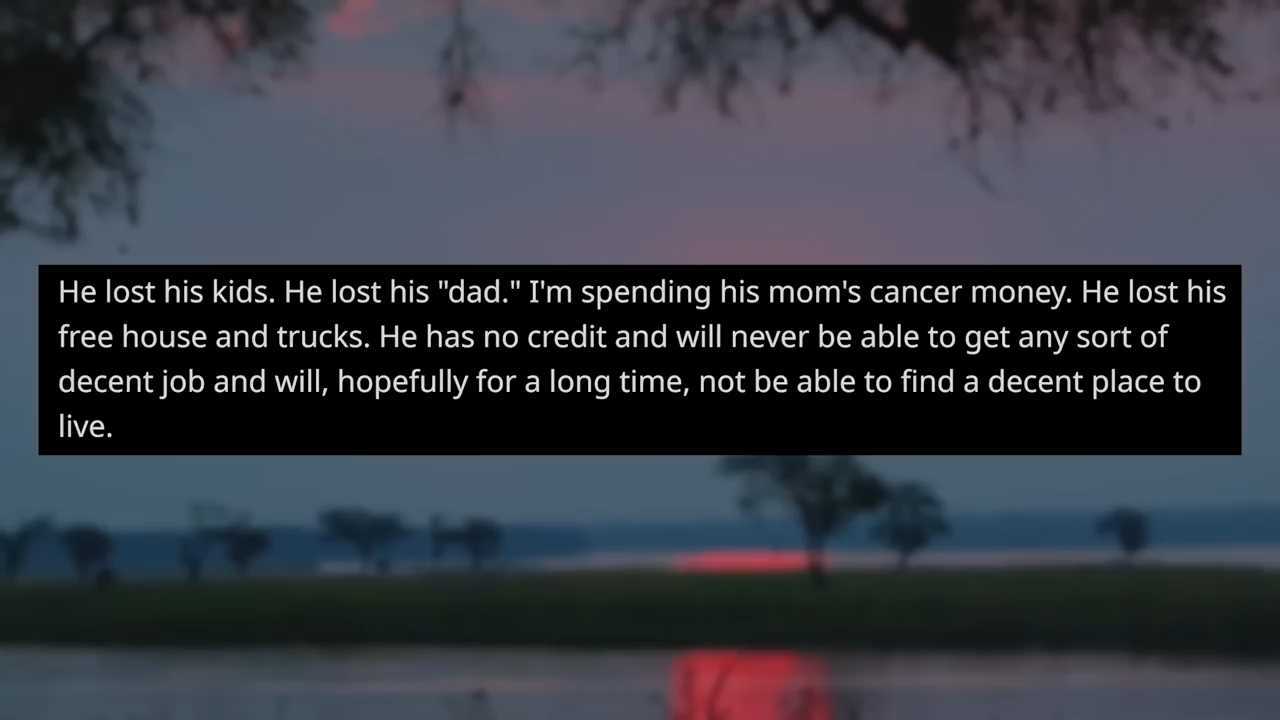 He lost his kids. He lost his "dad." I'm spending his mom's cancer money. He lost his
free house and trucks. He has no credit and will never be able to get any sort of
decent job and will, hopefully for a long time, not be able to find a decent place to
live.